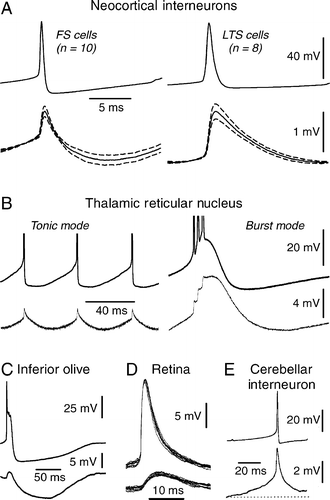 Neocortical interneurons
A
FS cells
(n = 10)
LTS cells
(n = 8)
40 mV
5 ms
1 mV
Thalamic reticular nucleus
B
Tonic mode
Burst mode
20 mV
40 ms
4 mV
C Inferior olive
D Retina
E Cerebellar
interneuron
25 mV
5 mV
20 mV
5 mV
20 ms
50 ms
2 mV
10 ms